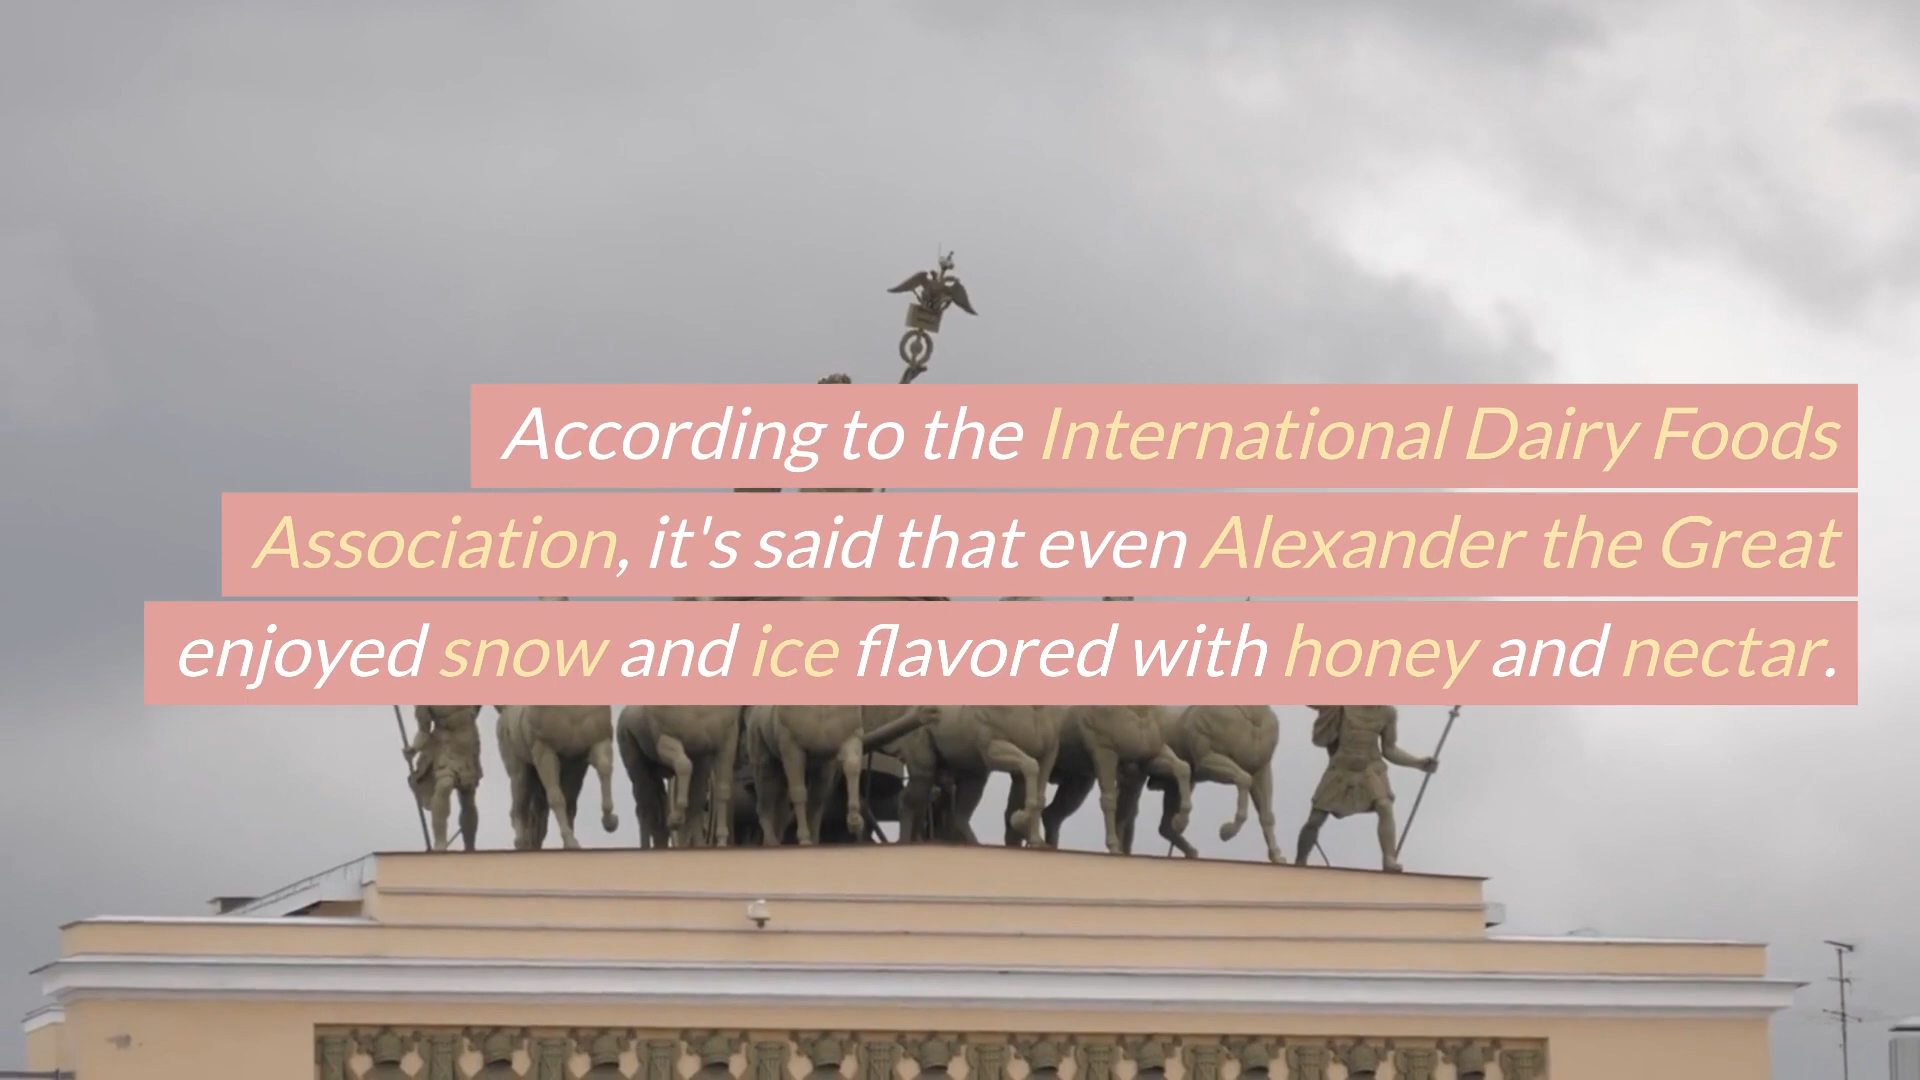 According to the International Dairy Foods
Association, it's said that even Alexander the Great
enjoyed snow and ice flavored with honey and nectar.